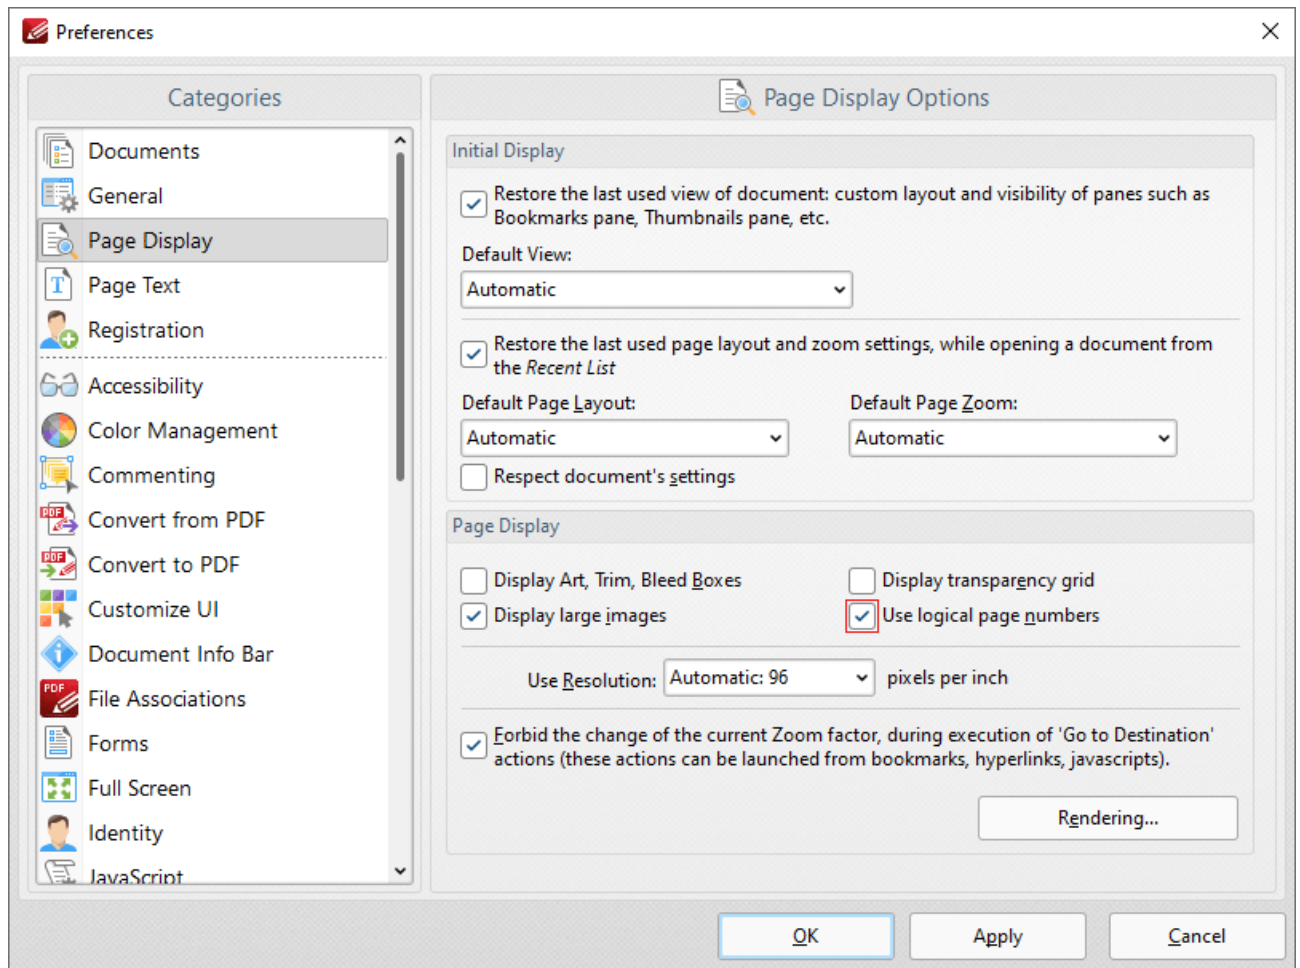 Preferences
Categories
Documents
General
Page Display
Page Text
Registration
Accessibility
Color Management
Commenting
Convert from PDF
Convert to PDF
Customize UI
Document Info Bar
File Associations
Forms
Full Screen
Identity
JavaScript
Page Display Options
Initial Display
Restore the last used view of document: custom layout and visibility of panes such as
Bookmarks pane, Thumbnails pane, etc.
Default View:
Automatic
Restore the last used page layout and zoom settings, while opening a document from
the Recent List
Default Page Layout:
Default Page Zoom:
Automatic
Automatic
Respect document's settings
Page Display
Display Art, Trim, Bleed Boxes
Display transparency grid
Display large images
Use logical page numbers
Use Resolution: Automatic: 96 pixels per inch
Forbid the change of the current Zoom factor, during execution of 'Go to Destination'
actions (these actions can be launched from bookmarks, hyperlinks, javascripts).
Rendering...
OK
Apply
Cancel